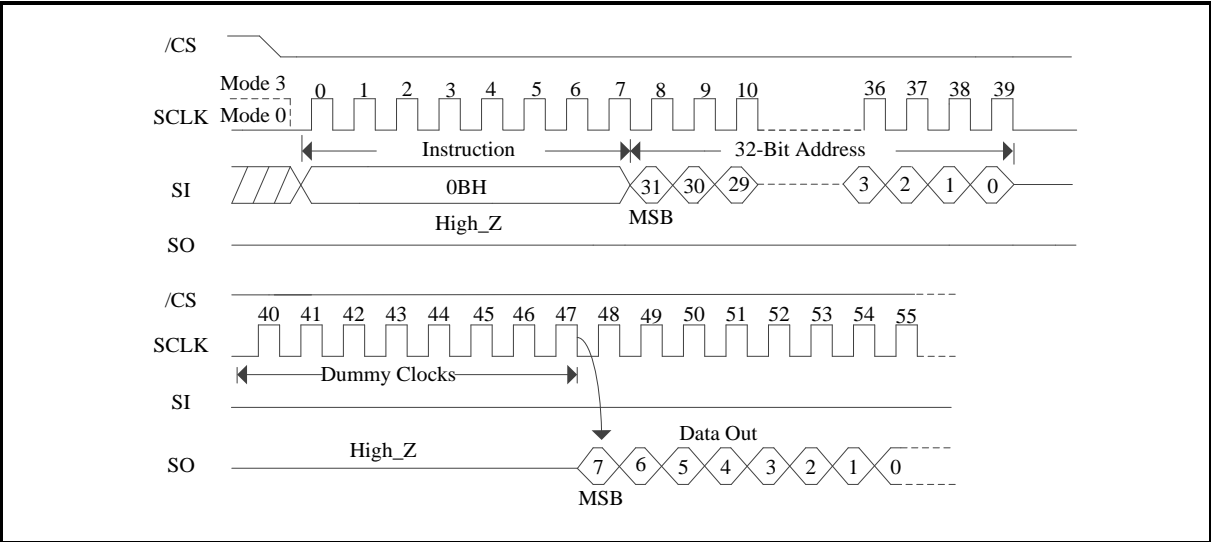 /CS
Mode 3
0 1 2 3 4 5 6 7 8 9 10 36 37 38 39
SCLK Mode 0
Instruction 32-Bit Address
SI 0BH 31 30 29 3 2 1 0
High_Z MSB
SO
/CS
40 41 42 43 44 45 46 47 48 49 50 51 52 53 54 55
SCLK
Dummy Clocks
SI
High_Z Data Out
SO 7 6 5 4 3 2 1 0
MSB